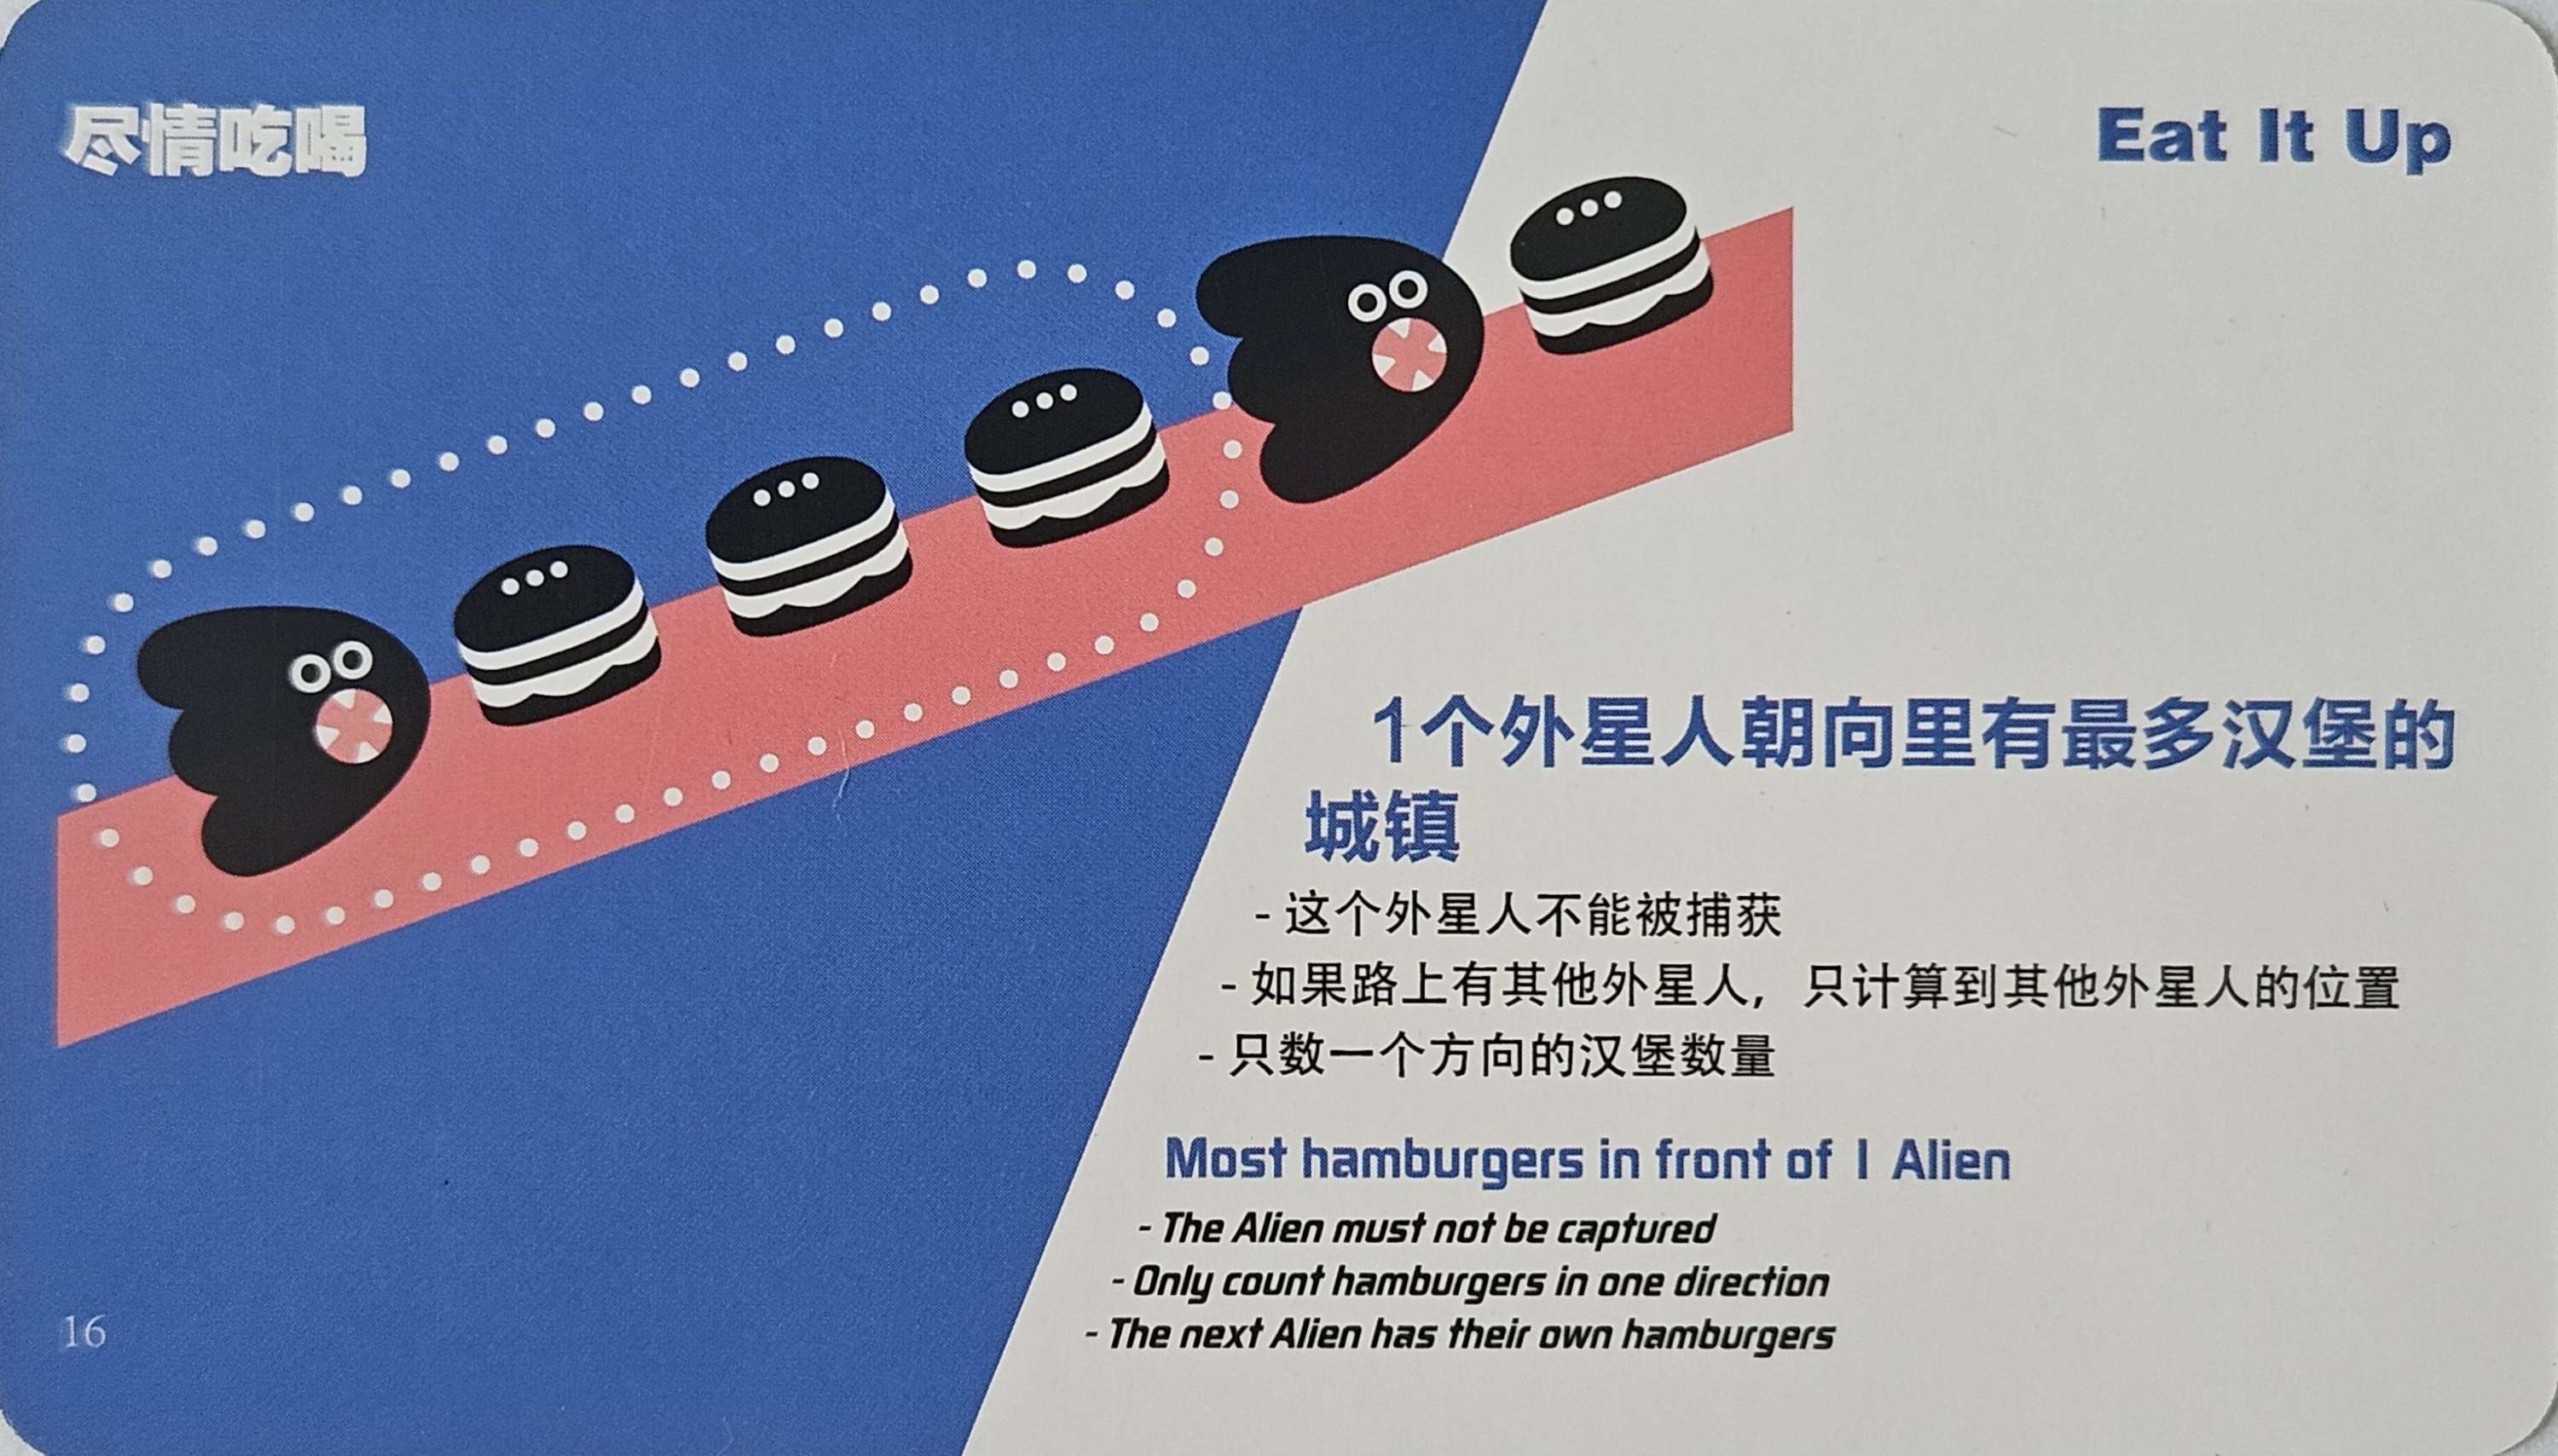 尽情吃喝
Eat It Up
1个外星人朝向里有最多汉堡的
城镇
- 这个外星人不能被捕获
- 如果路上有其他外星人，只计算到其他外星人的位置
- 只数一个方向的汉堡数量
Most hamburgers in front of 1 Alien
- The Alien must not be captured
- Only count hamburgers in one direction
- The next Alien has their own hamburgers
16